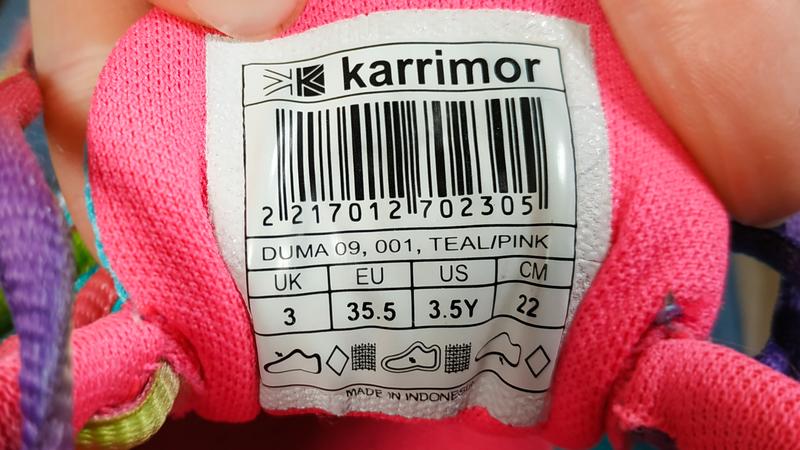 karrimor
2 217012 702305
DUMA 09, 001, TEAL/PINK
UK EU US CM
3 35.5 3.5Y 22
MADE IN INDONESIA